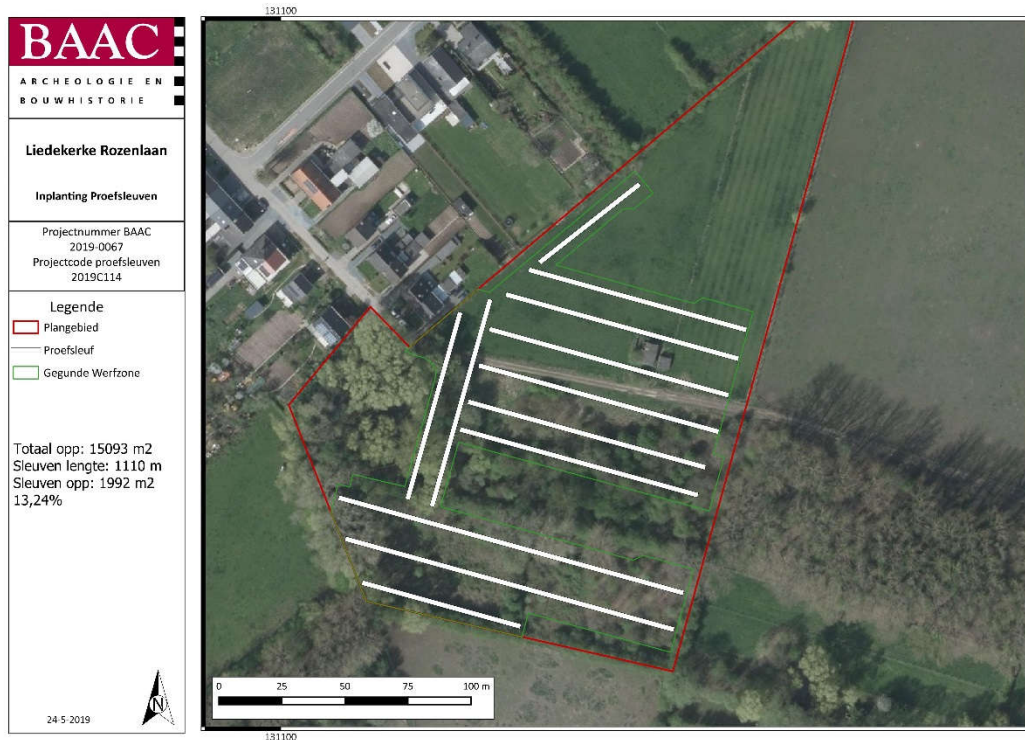 BAAC
ARCHEOLOGIE EN
BOUWHISTORIE
Liedekerke Rozenlaan
Inplanting Proefsleuven
Projectnummer BAAC
2019-0067
Projectcode proefsleuven
2019C114
Legende
Plangebied
Proefsleuf
Gegunde Werfzone
Totaal opp: 15093 m2
Sleuven lengte: 1110 m
Sleuven opp: 1992 m2
13,24%
N
24-5-2019
131100
0 25 50 75 100 m
131100